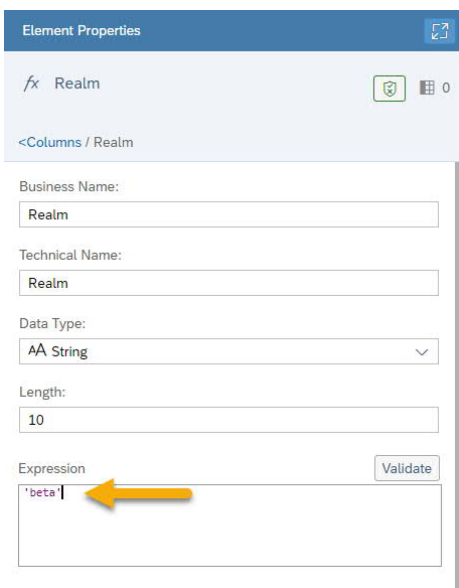 Element Properties
fx Realm
0
<Columns / Realm
Business Name:
Realm
Technical Name:
Realm
Data Type:
AA String
Length:
10
Expression
Validate
'beta'